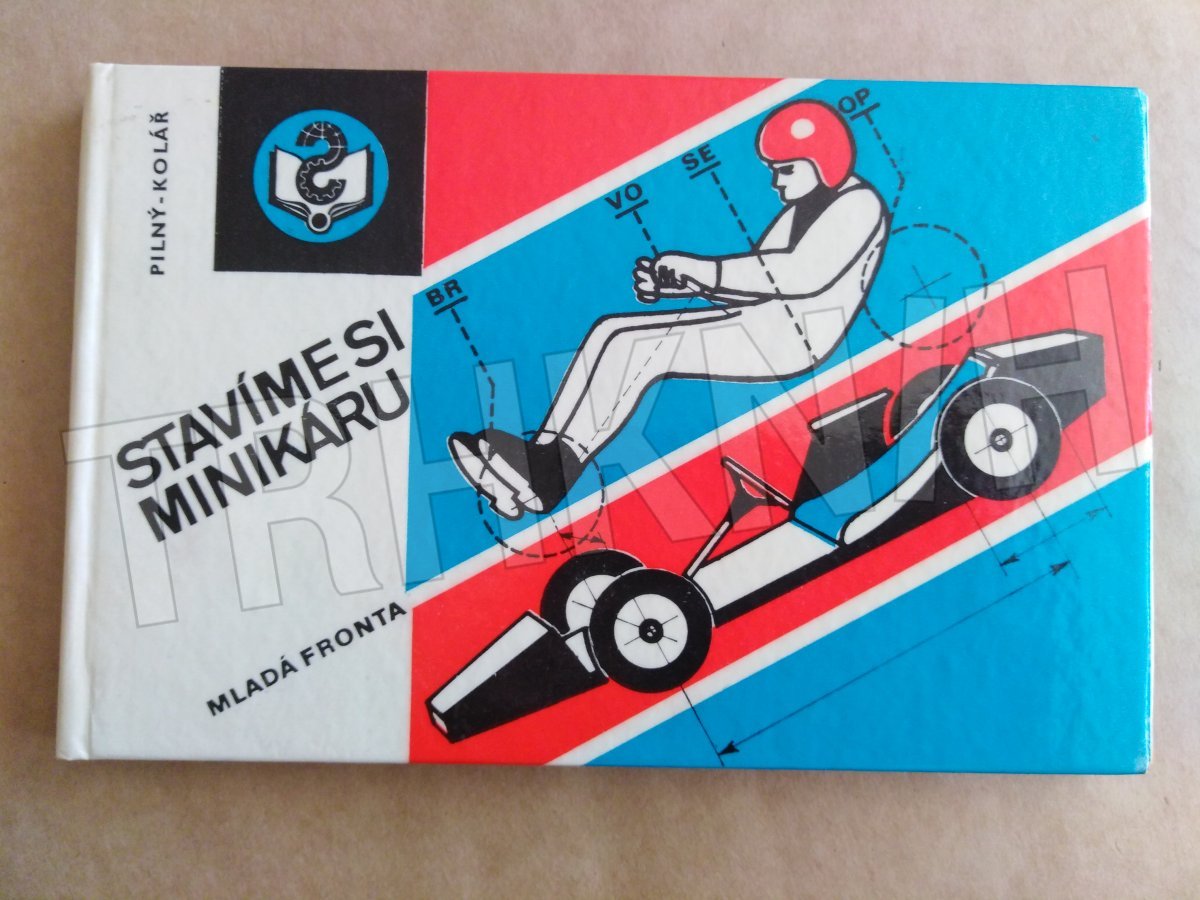 PILNÝ-KOLÁŘ
STAVÍME SI
MINIKÁRU
MLADÁ FRONTA
BR
VO
SE
OP
TRHKNIH